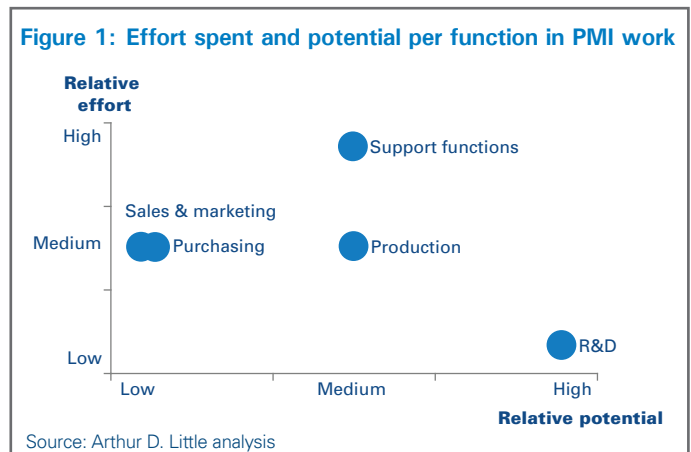 Figure 1: Effort spent and potential per function in PMI work
Relative
effort
High
Support functions
Sales & marketing
Medium
Purchasing
Production
Low
R&D
Low
Medium
High
Relative potential
Source: Arthur D. Little analysis